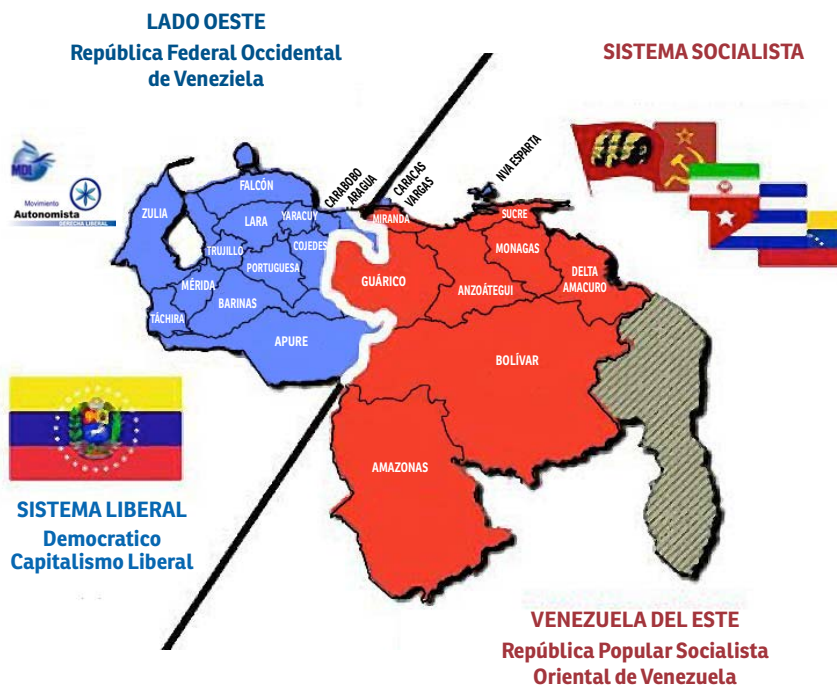 LADO OESTE
República Federal Occidental
de Veneziela
SISTEMA SOCIALISTA
MDI
Movimiento
Autonomista
DERECHA LIBERAL
ZULIA
FALCÓN
LARA
YARACUY
CARABOBO
ARAGUA
CARACAS
VARGAS
NVA ESPARTA
TRUJILLO
COJEDES
PORTUGUESA
MÉRIDA
BARINAS
TÁCHIRA
APURE
MIRANDA
SUCRE
GUÁRICO
ANZOÁTEGUI
MONAGAS
DELTA
AMACURO
BOLÍVAR
AMAZONAS
SISTEMA LIBERAL
Democratico
Capitalismo Liberal
VENEZUELA DEL ESTE
República Popular Socialista
Oriental de Venezuela